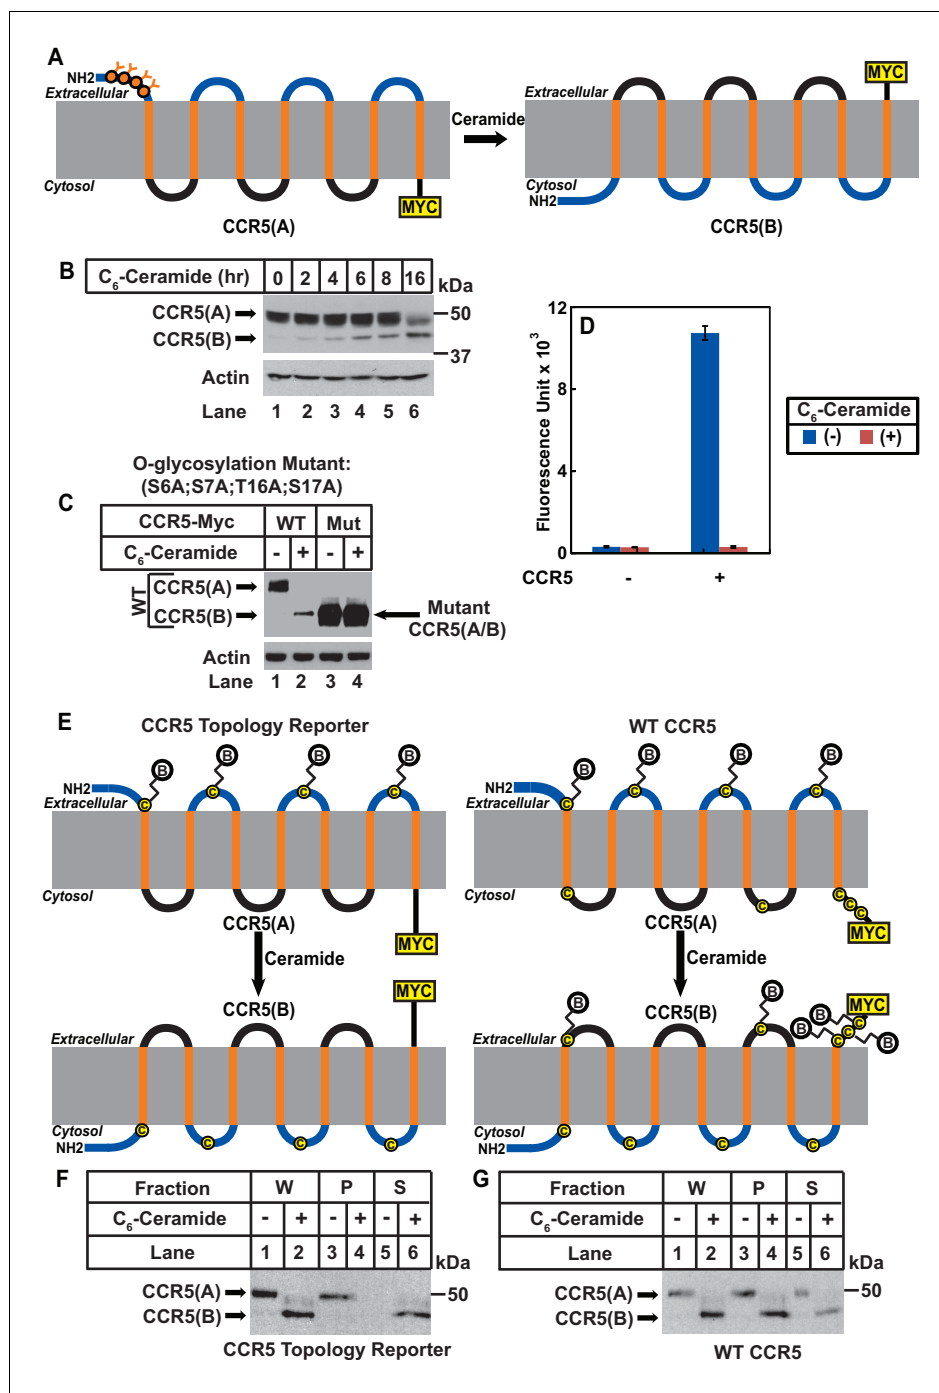 A
NH2
Extracellular
Cytosol
MYC
CCR5(A)
Ceramide
MYC
Extracellular
Cytosol
NH2
CCR5(B)
B
C6-Ceramide (hr) 0 2 4 6 8 16
kDa
CCR5(A) 50
CCR5(B)
37
Actin
Lane 1 2 3 4 5 6
O-glycosylation Mutant:
(S6A;S7A;T16A;S17A)
C
CCR5-Myc WT Mut
C6-Ceramide - + - +
WT
CCR5(A)
CCR5(B)
Mutant
CCR5(A/B)
Actin
Lane 1 2 3 4
D
Fluorescence Unit x 10³
12
8
4
0
CCR5 - +
C6-Ceramide
(-) (+)
E
CCR5 Topology Reporter
B B B B
NH2
Extracellular
C C C C
Cytosol
CCR5(A)
MYC
Ceramide
CCR5(B)
MYC
Extracellular
Cytosol
NH2
C C C C
WT CCR5
B B B B
NH2
Extracellular
C C C C
Cytosol
C C C C C
CCR5(A)
MYC
Ceramide
CCR5(B)
B B B B B
MYC
Extracellular
C C C C C
Cytosol
NH2
C C C C
F
Fraction W P S
C6-Ceramide - + - + - +
Lane 1 2 3 4 5 6
kDa
CCR5(A) 50
CCR5(B)
CCR5 Topology Reporter
G
Fraction W P S
C6-Ceramide - + - + - +
Lane 1 2 3 4 5 6
kDa
CCR5(A) 50
CCR5(B)
WT CCR5